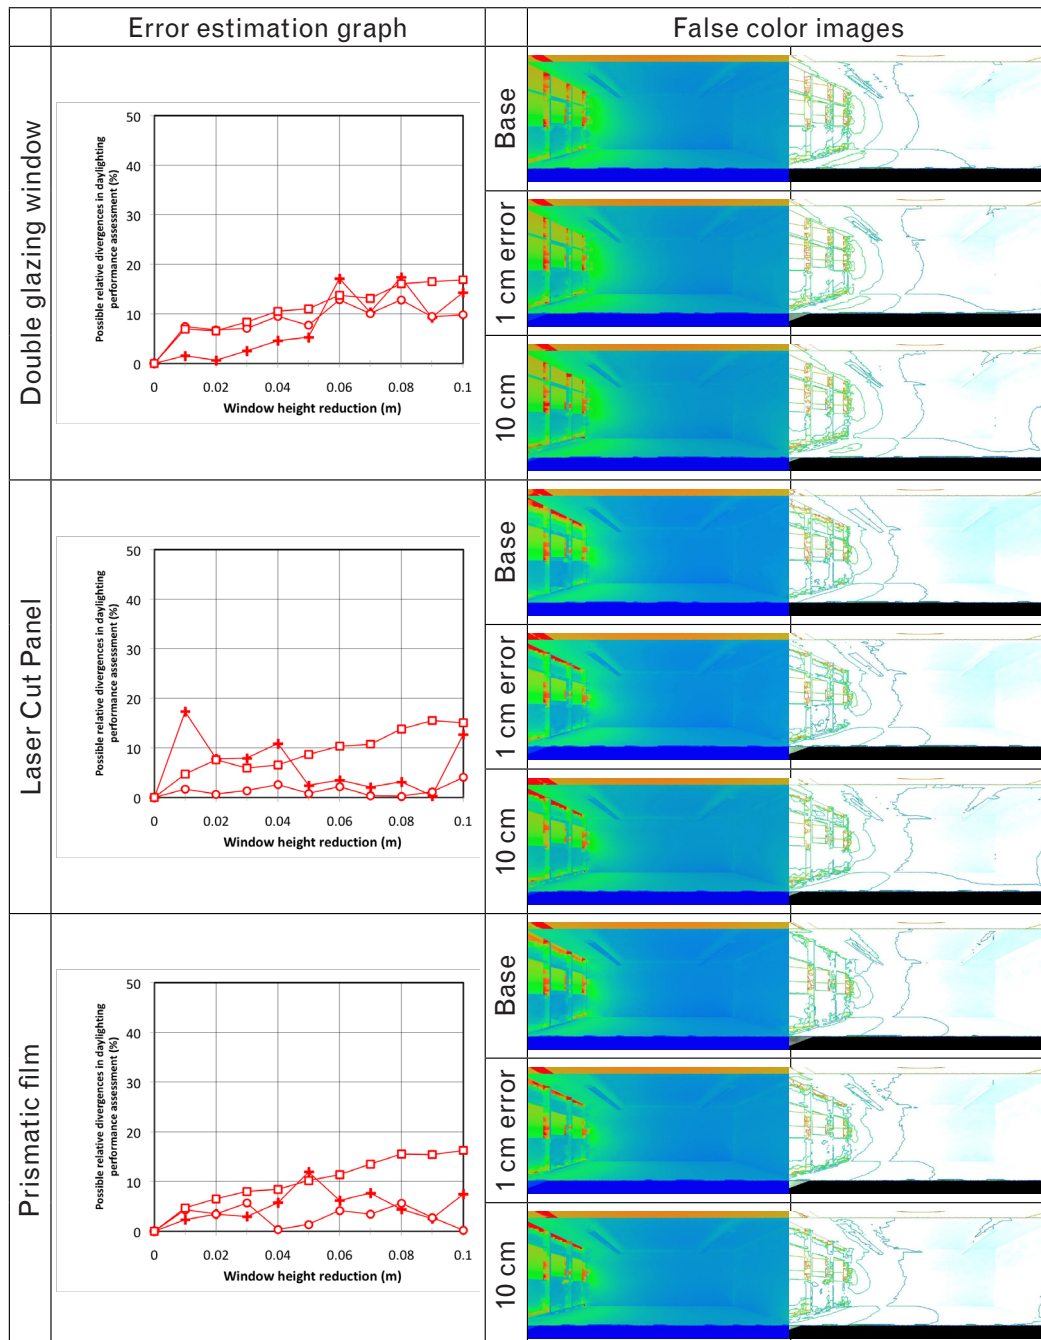 Error estimation graph
False color images
Double glazing window
Possible relative divergences in daylighting
performance assessment (%)
50
40
30
20
10
0
0 0.02 0.04 0.06 0.08 0.1
Window height reduction (m)
Base
1 cm error
10 cm
Laser Cut Panel
Possible relative divergences in daylighting
performance assessment (%)
50
40
30
20
10
0
0 0.02 0.04 0.06 0.08 0.1
Window height reduction (m)
Base
1 cm error
10 cm
Prismatic film
Possible relative divergences in daylighting
performance assessment (%)
50
40
30
20
10
0
0 0.02 0.04 0.06 0.08 0.1
Window height reduction (m)
Base
1 cm error
10 cm